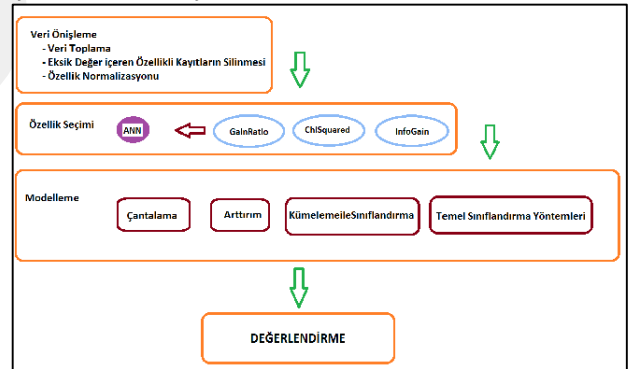 Veri Önişleme
- Veri Toplama
- Eksik Değer içeren Özellikli Kayıtların Silinmesi
- Özellik Normalizasyonu
Özellik Seçimi
ANN
GainRatio
ChiSquared
InfoGain
Modelleme
Çantalama
Arttırım
KümelemeileSınıflandırma
Temel Sınıflandırma Yöntemleri
DEĞERLENDİRME